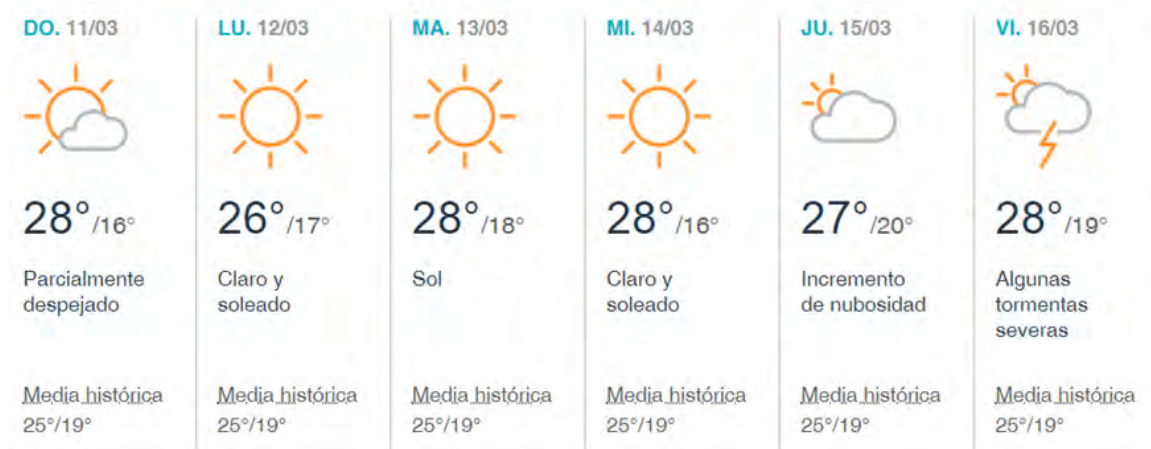 DO. 11/03
28°/16°
Parcialmente
despejado
Media histórica
25°/19°
LU. 12/03
26°/17°
Claro y
soleado
Media histórica
25°/19°
MA. 13/03
28°/18°
Sol
Media histórica
25°/19°
MI. 14/03
28°/16°
Claro y
soleado
Media histórica
25°/19°
JU. 15/03
27°/20°
Incremento
de nubosidad
Media histórica
25°/19°
VI. 16/03
28°/19°
Algunas
tormentas
severas
Media histórica
25°/19°